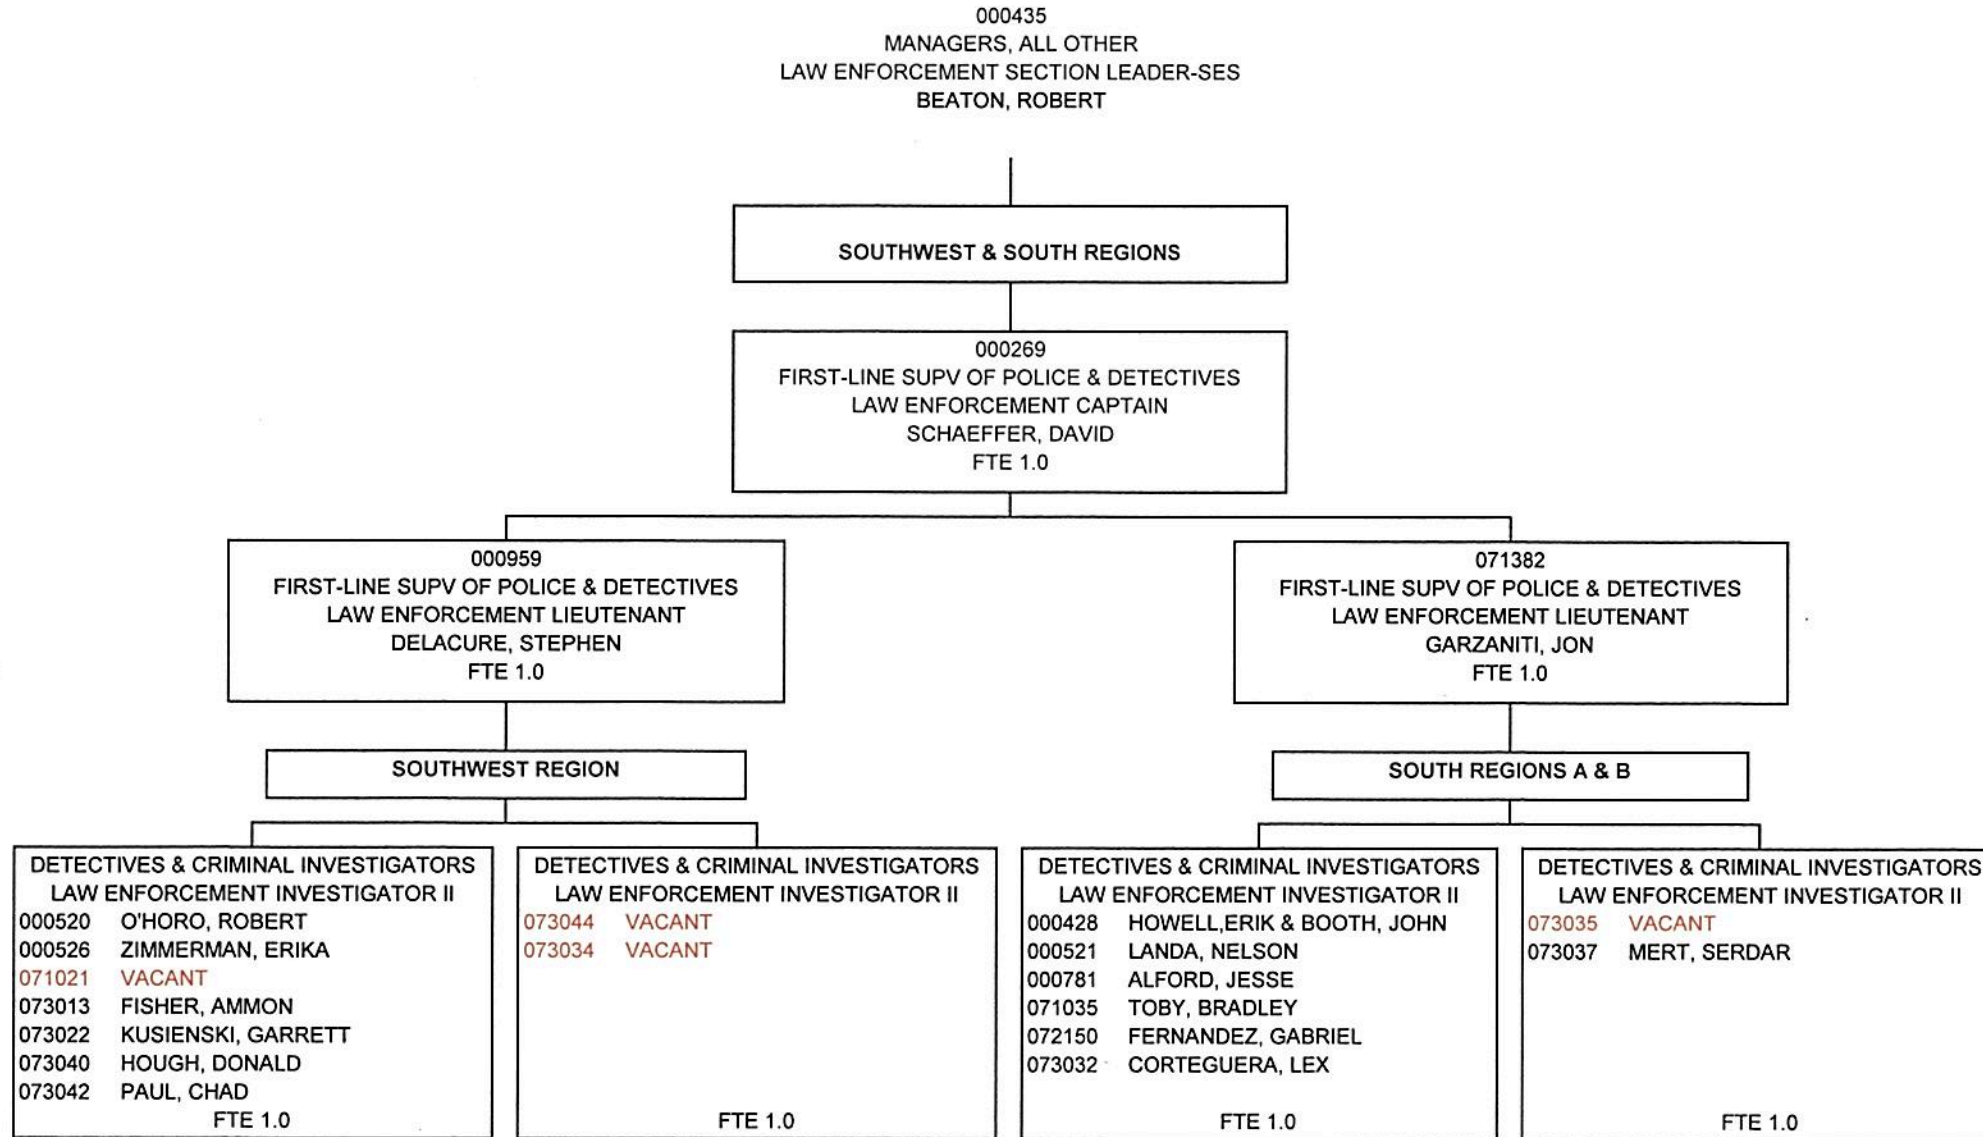 000435
MANAGERS, ALL OTHER
LAW ENFORCEMENT SECTION LEADER-SES
BEATON, ROBERT
SOUTHWEST & SOUTH REGIONS
000269
FIRST-LINE SUPV OF POLICE & DETECTIVES
LAW ENFORCEMENT CAPTAIN
SCHAEFFER, DAVID
FTE 1.0
000959
FIRST-LINE SUPV OF POLICE & DETECTIVES
LAW ENFORCEMENT LIEUTENANT
DELACURE, STEPHEN
FTE 1.0
071382
FIRST-LINE SUPV OF POLICE & DETECTIVES
LAW ENFORCEMENT LIEUTENANT
GARZANITI, JON
FTE 1.0
SOUTHWEST REGION
SOUTH REGIONS A & B
DETECTIVES & CRIMINAL INVESTIGATORS
LAW ENFORCEMENT INVESTIGATOR II
000520 O'HORO, ROBERT
000526 ZIMMERMAN, ERIKA
071021 VACANT
073013 FISHER, AMMON
073022 KUSIENSKI, GARRETT
073040 HOUGH, DONALD
073042 PAUL, CHAD
FTE 1.0
DETECTIVES & CRIMINAL INVESTIGATORS
LAW ENFORCEMENT INVESTIGATOR II
073044 VACANT
073034 VACANT
FTE 1.0
DETECTIVES & CRIMINAL INVESTIGATORS
LAW ENFORCEMENT INVESTIGATOR II
000428 HOWELL,ERIK & BOOTH, JOHN
000521 LANDA, NELSON
000781 ALFORD, JESSE
071035 TOBY, BRADLEY
072150 FERNANDEZ, GABRIEL
073032 CORTEGUERA, LEX
FTE 1.0
DETECTIVES & CRIMINAL INVESTIGATORS
LAW ENFORCEMENT INVESTIGATOR II
073035 VACANT
073037 MERT, SERDAR
FTE 1.0